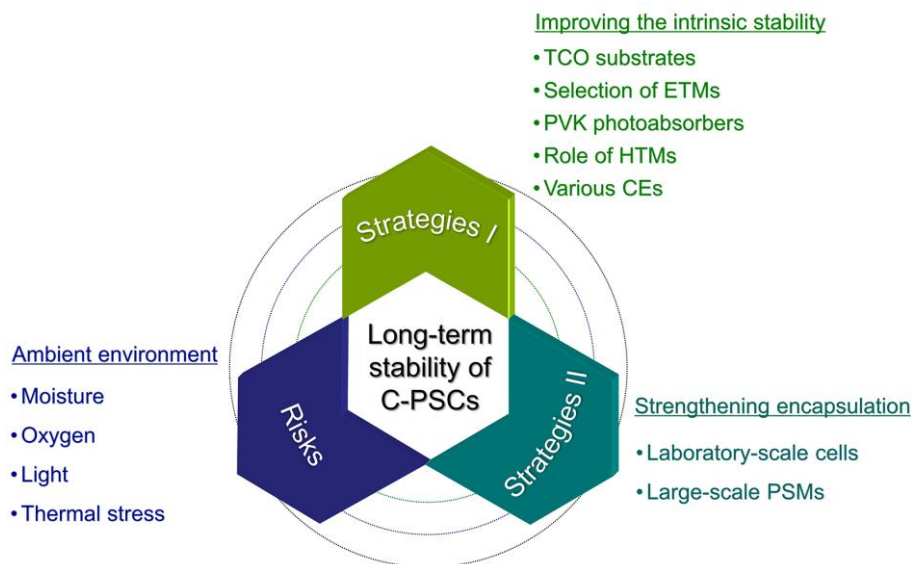 Improving the intrinsic stability
•TCO substrates
•Selection of ETMs
•PVK photoabsorbers
•Role of HTMs
•Various CEs
Strategies I
Long-term
stability of
C-PSCs
Ambient environment
•Moisture
•Oxygen
•Light
•Thermal stress
Risks
Strategies II
Strengthening encapsulation
•Laboratory-scale cells
•Large-scale PSMs